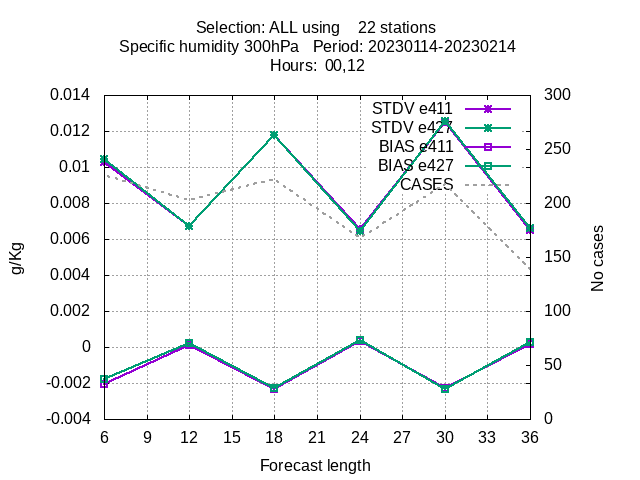 Selection: ALL using    22 stations
Specific humidity 300hPa   Period: 20230114-20230214
Hours:  00,12
0.014
0.012
0.01
0.008
0.006
0.004
0.002
0
-0.002
-0.004
g/Kg
STDV e411
STDV e427
BIAS e411
BIAS e427
CASES
300
250
200
150
100
50
0
No cases
6 9 12 15 18 21 24 27 30 33 36
Forecast length